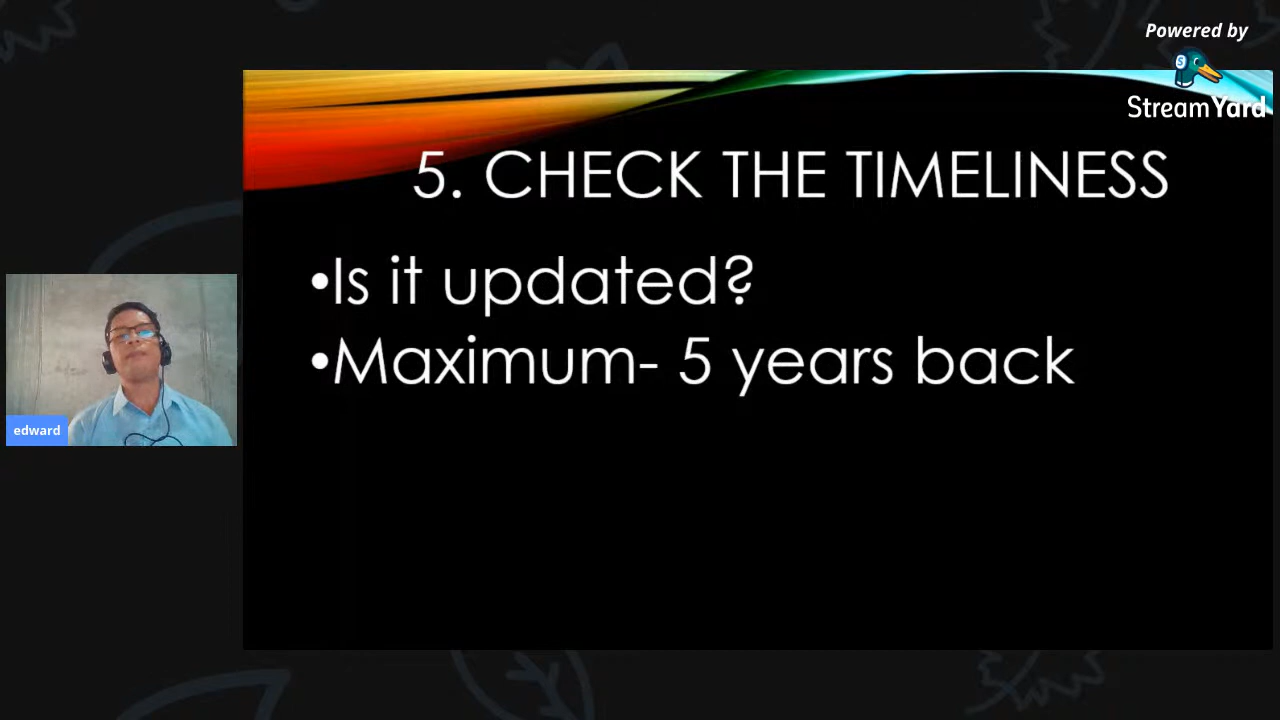 Powered by
StreamYard
5. CHECK THE TIMELINESS
•Is it updated?
•Maximum- 5 years back
edward